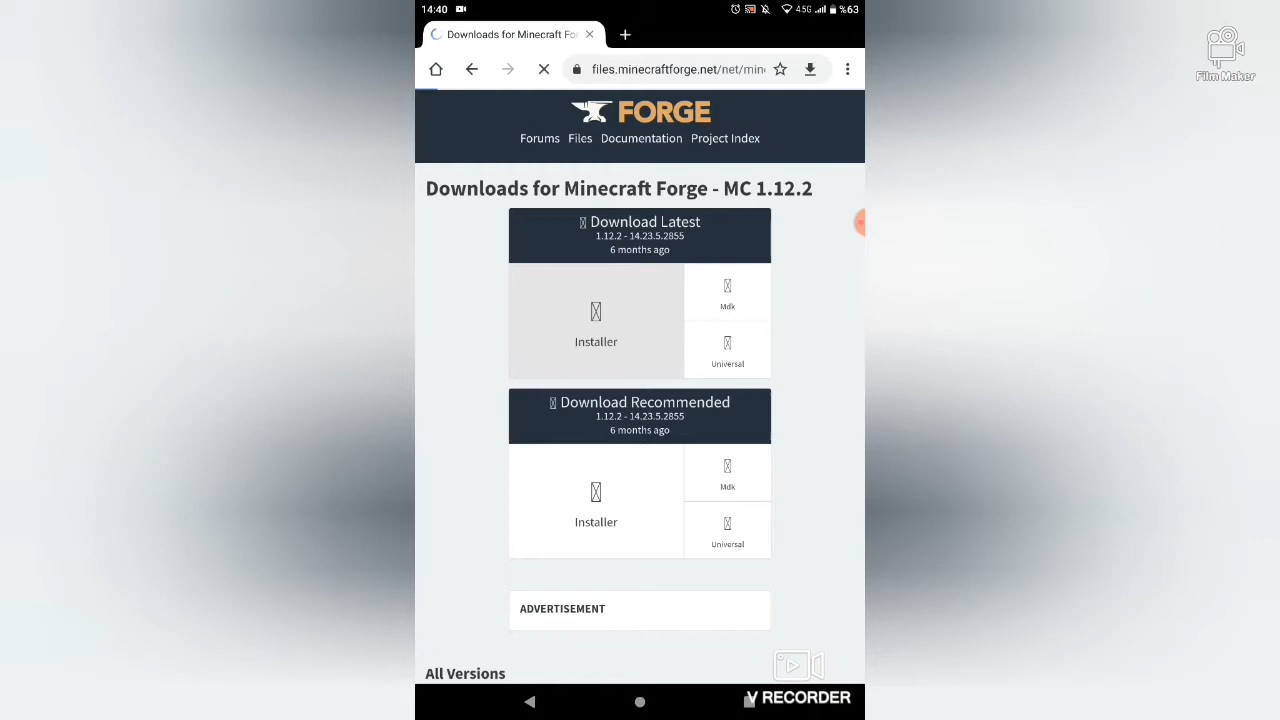 14:40
4.5G
%63
Downloads for Minecraft For
files.minecraftforge.net/net/min
Film Maker
FORGE
Forums Files Documentation Project Index
Downloads for Minecraft Forge - MC 1.12.2
Download Latest
1.12.2 - 14.23.5.2855
6 months ago
Installer
Mdk
Universal
Download Recommended
1.12.2 - 14.23.5.2855
6 months ago
Installer
Mdk
Universal
ADVERTISEMENT
All Versions
V RECORDER